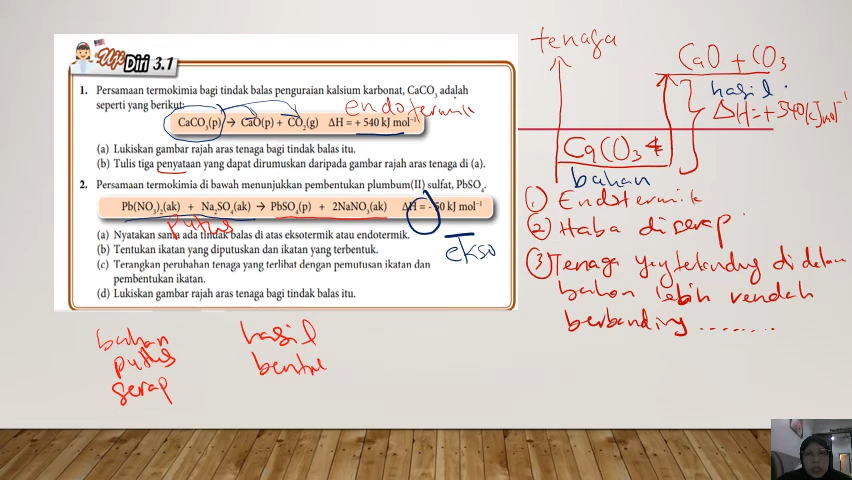 Uji Diri 3.1
1. Persamaan termokimia bagi tindak balas penguraian kalsium karbonat, CaCO₃ adalah
seperti yang berikut:
endotermik
CaCO₃(p) → CaO(p) + CO₂(g) ΔH = + 540 kJ mol⁻¹
(a) Lukiskan gambar rajah aras tenaga bagi tindak balas itu.
(b) Tulis tiga penyataan yang dapat dirumuskan daripada gambar rajah aras tenaga di (a).
2. Persamaan termokimia di bawah menunjukkan pembentukan plumbum(II) sulfat, PbSO₄.
Pb(NO₃)₂(ak) + Na₂SO₄(ak) → PbSO₄(p) + 2NaNO₃(ak) ΔH = -50 kJ mol⁻¹
putus
(a) Nyatakan sama ada tindak balas di atas eksotermik atau endotermik.
(b) Tentukan ikatan yang diputuskan dan ikatan yang terbentuk.
ekso
(c) Terangkan perubahan tenaga yang terlibat dengan pemutusan ikatan dan
pembentukan ikatan.
(d) Lukiskan gambar rajah aras tenaga bagi tindak balas itu.
bahan hasil
putus bentuk
serap
tenaga
CaO + CO₃
hasil
ΔH = +540 kJ mol⁻¹
CaCO₃
bahan
① Endotermik
② Haba diserap
③ Tenaga yg terkandung di dalam
bahan lebih rendah
berbanding ........